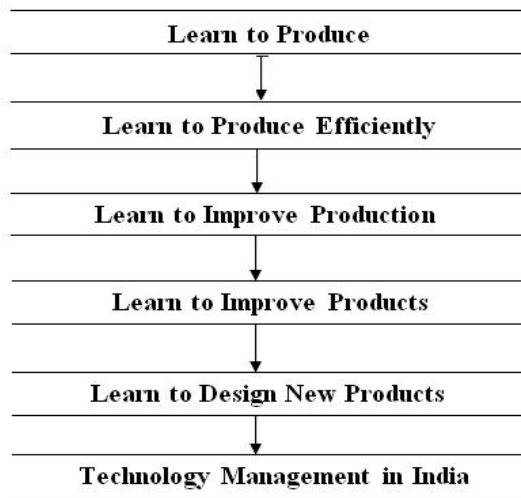 Learn to Produce
Learn to Produce Efficiently
Learn to Improve Production
Learn to Improve Products
Learn to Design New Products
Technology Management in India